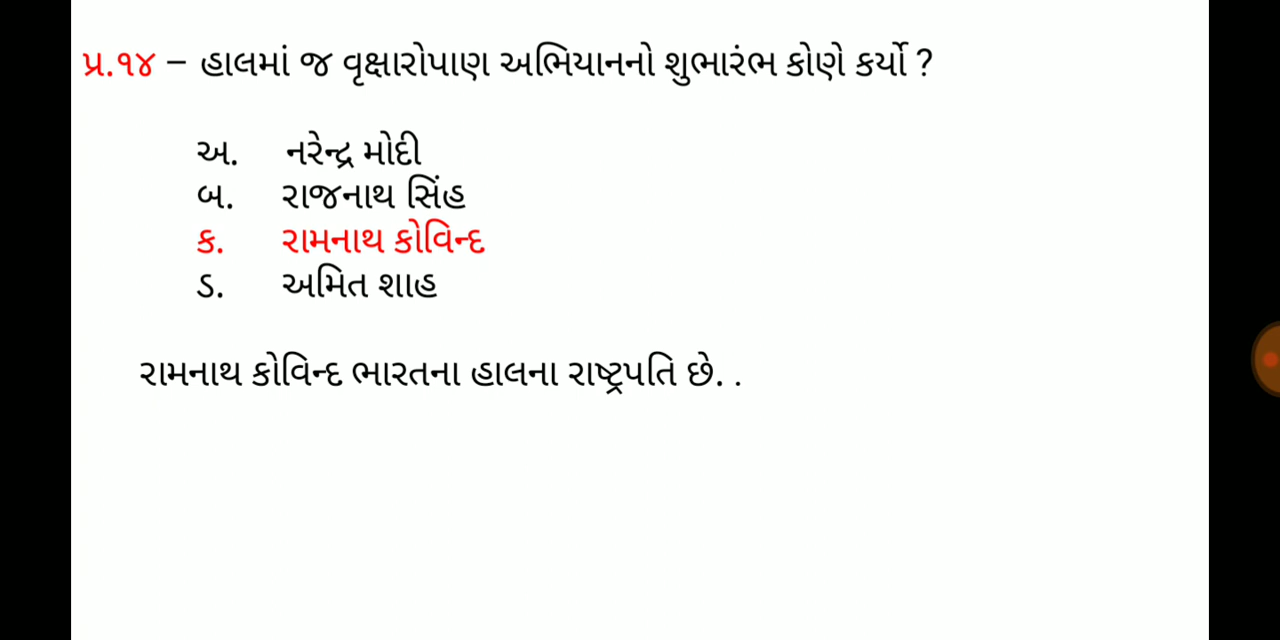 પ્ર.૧૪ – હાલમાં જ વૃક્ષારોપાણ અભિયાનનો શુભારંભ કોણે કર્યો ?
અ. નરેન્દ્ર મોદી
બ. રાજનાથ સિંહ
ક. રામનાથ કોવિન્દ
ડ. અમિત શાહ
રામનાથ કોવિન્દ ભારતના હાલના રાષ્ટ્રપતિ છે. .